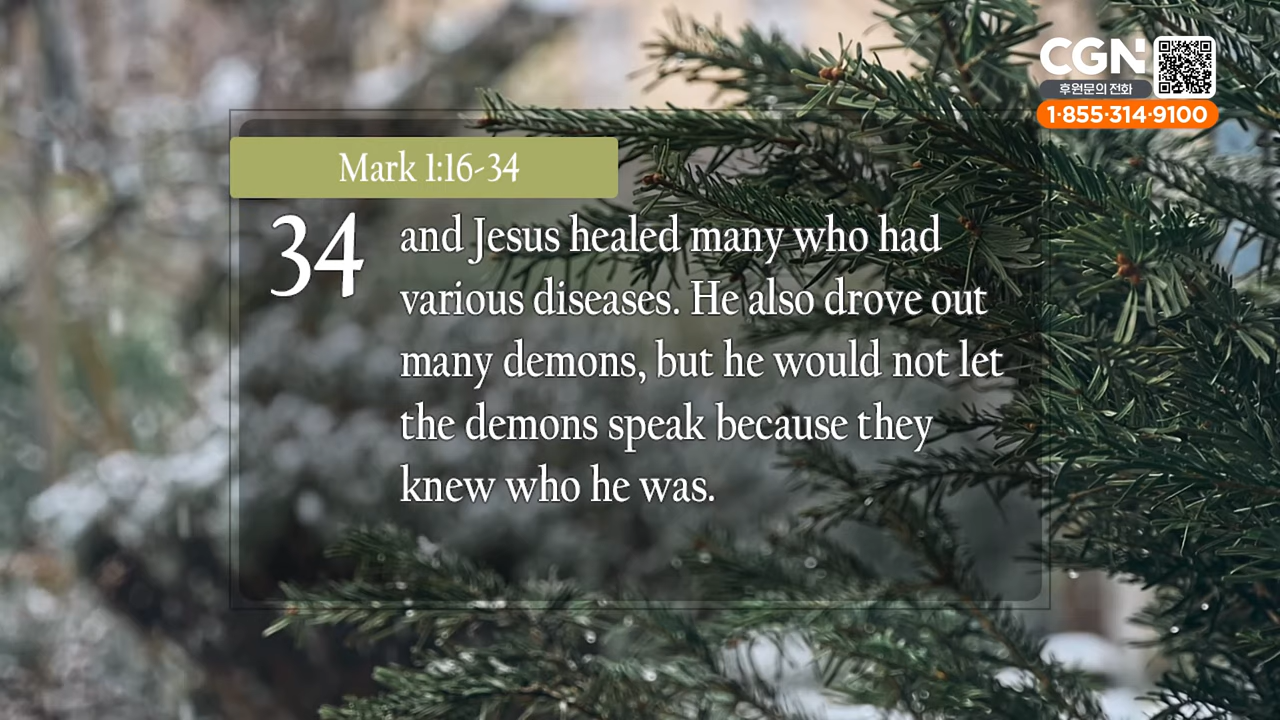 CGN
후원문의 전화
1·855·314·9100
Mark 1:16-34
34 and Jesus healed many who had
various diseases. He also drove out
many demons, but he would not let
the demons speak because they
knew who he was.